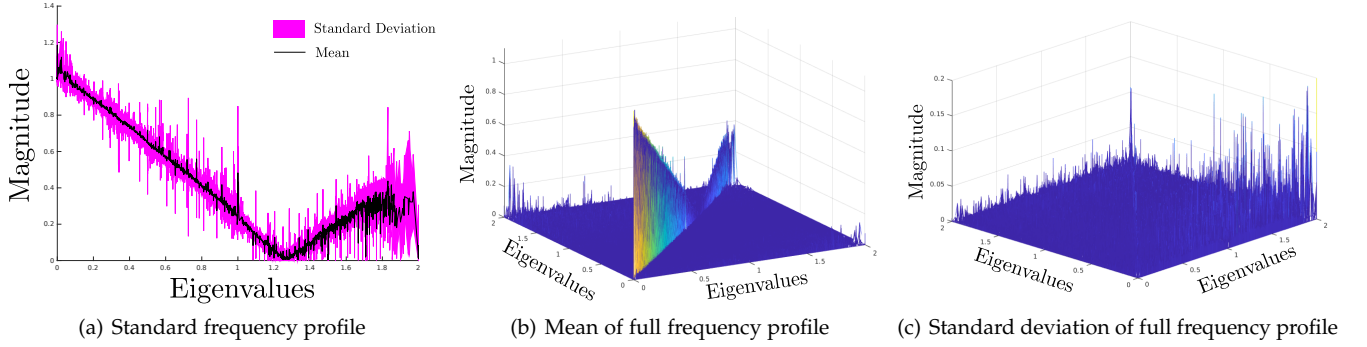 1.4
1.2
1
0.8
0.6
0.4
0.2
0
0 0.2 0.4 0.6 0.8 1 1.2 1.4 1.6 1.8 2
Magnitude
Eigenvalues
Standard Deviation
Mean
(a) Standard frequency profile
1
0.8
0.6
0.4
0.2
0
Magnitude
2 1.5 1 0.5 0
Eigenvalues
0 0.5 1 1.5 2
Eigenvalues
(b) Mean of full frequency profile
0.2
0.15
0.1
0.05
0
Magnitude
2 1.5 1 0.5 0
Eigenvalues
0 0.5 1 1.5 2
Eigenvalues
(c) Standard deviation of full frequency profile